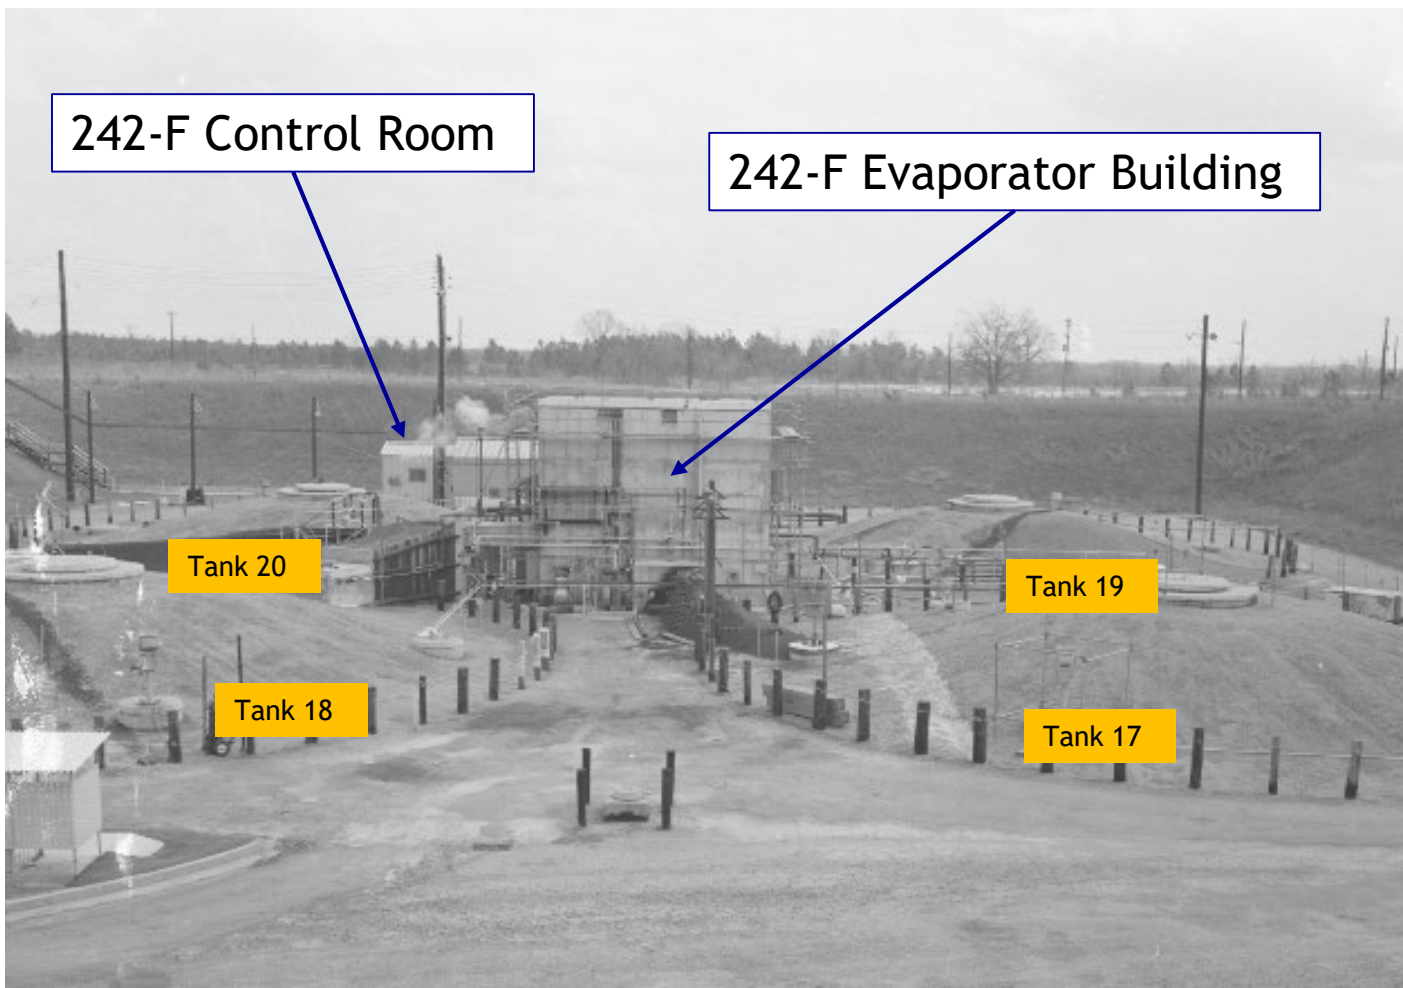 242-F Control Room
242-F Evaporator Building
Tank 20
Tank 19
Tank 18
Tank 17